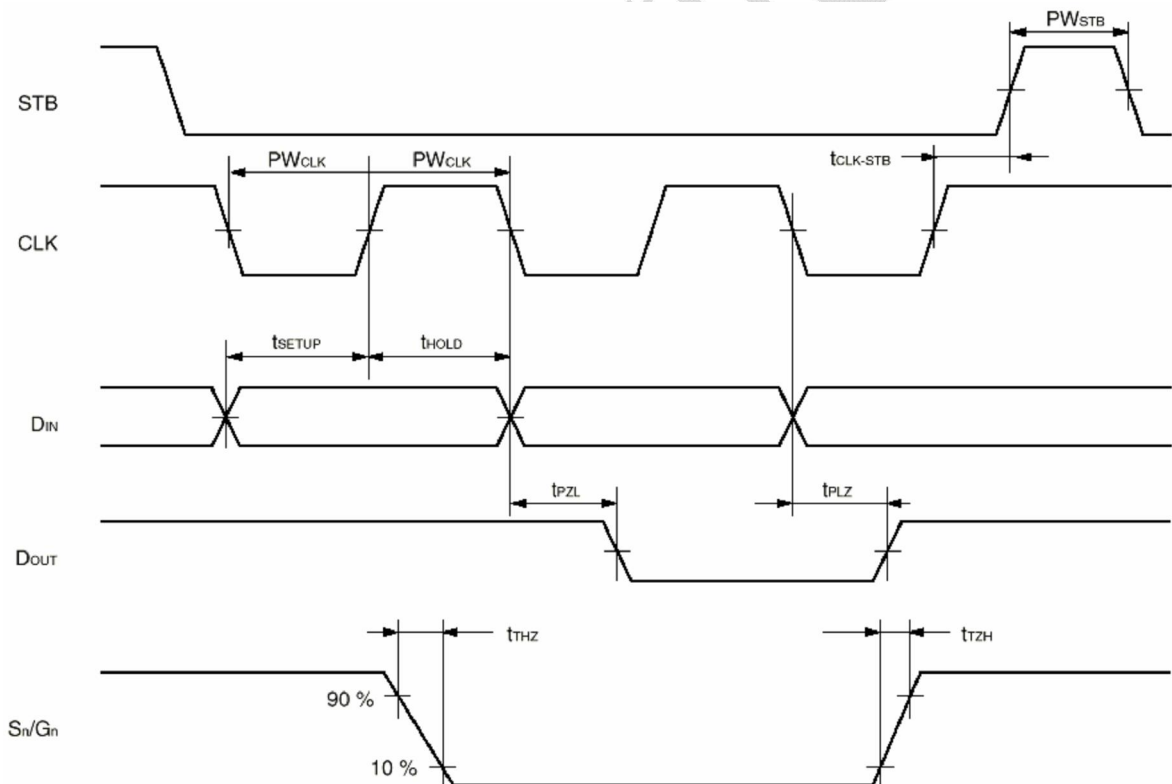 PWSTB
STB
PWCLK PWCLK tCLK-STB
CLK
tSETUP tHOLD
DIN
tPZL tPLZ
DOUT
tTHZ tTZH
90 %
Sn/Gn
10 %